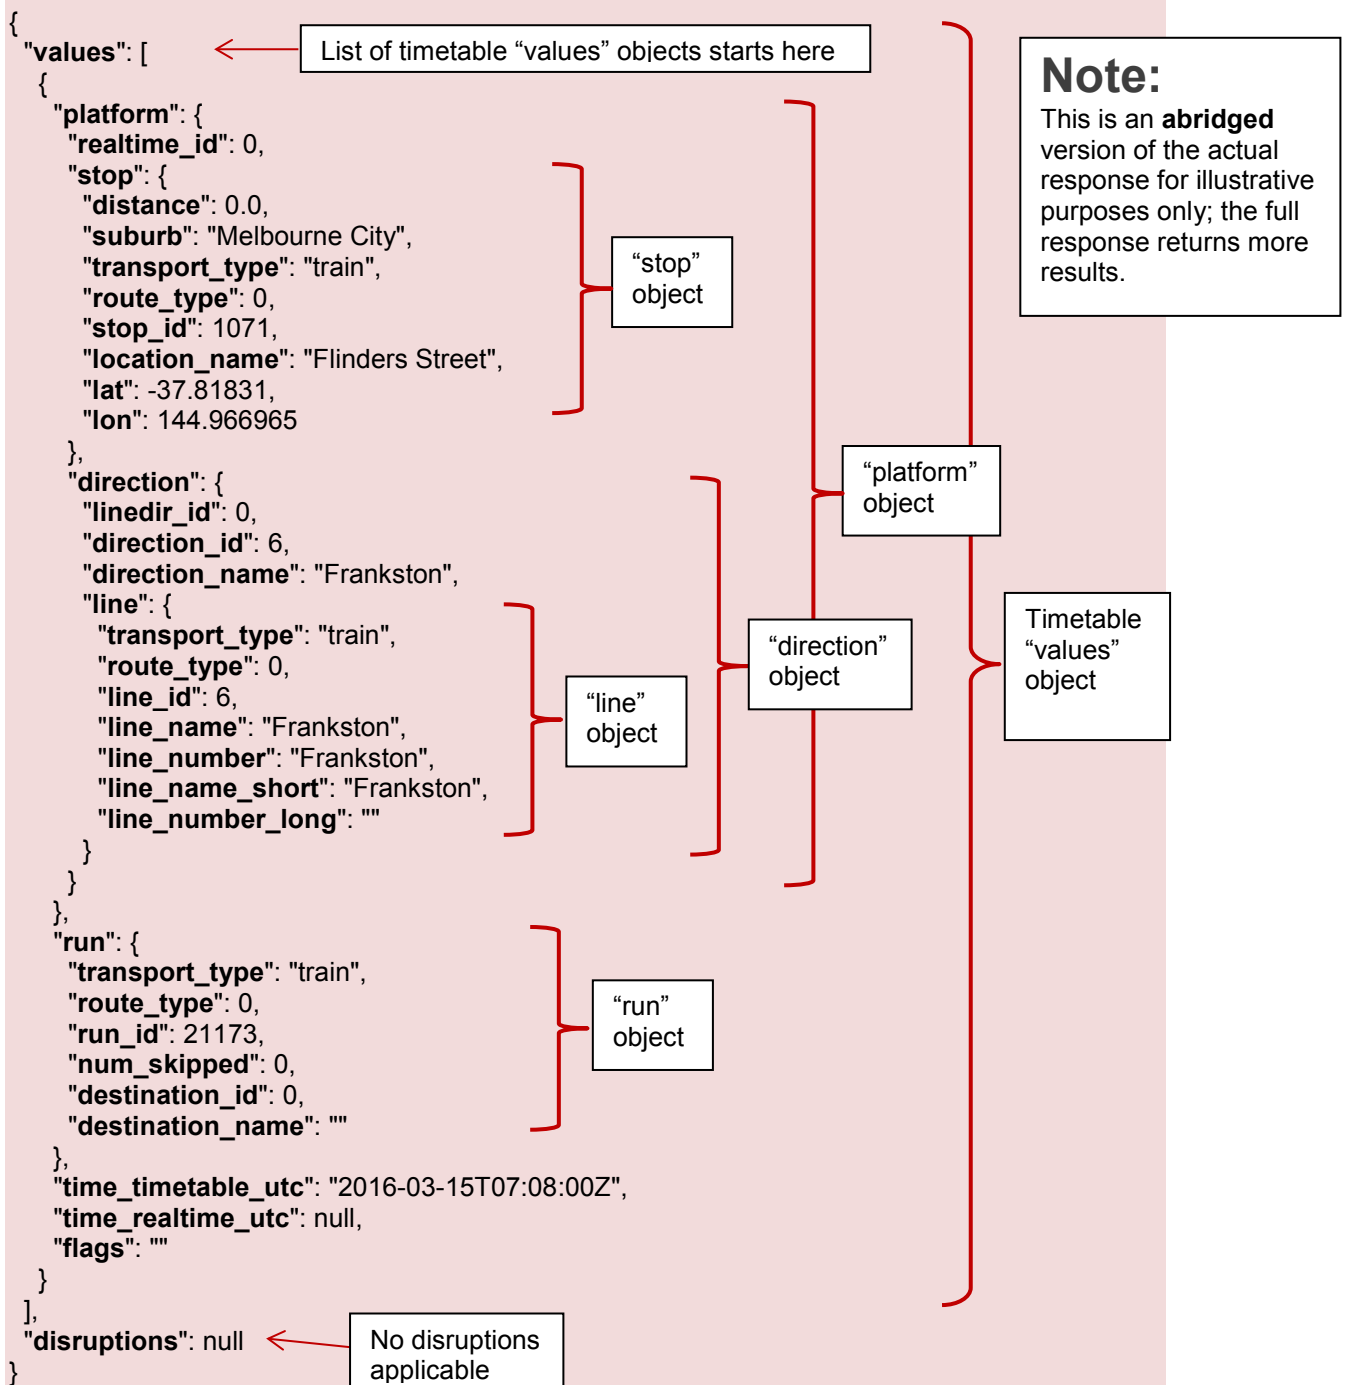 {
"values": [
List of timetable “values” objects starts here
{
"platform": {
"realtime_id": 0,
"stop": {
"distance": 0.0,
"suburb": "Melbourne City",
"transport_type": "train",
"route_type": 0,
"stop_id": 1071,
"location_name": "Flinders Street",
"lat": -37.81831,
"lon": 144.966965
},
"direction": {
"linedir_id": 0,
"direction_id": 6,
"direction_name": "Frankston",
"line": {
"transport_type": "train",
"route_type": 0,
"line_id": 6,
"line_name": "Frankston",
"line_number": "Frankston",
"line_name_short": "Frankston",
"line_number_long": ""
}
}
},
"run": {
"transport_type": "train",
"route_type": 0,
"run_id": 21173,
"num_skipped": 0,
"destination_id": 0,
"destination_name": ""
},
"time_timetable_utc": "2016-03-15T07:08:00Z",
"time_realtime_utc": null,
"flags": ""
}
],
"disruptions": null
}
No disruptions
applicable
“stop”
object
“line”
object
“direction”
object
“platform”
object
“run”
object
Timetable
“values”
object
Note:
This is an abridged
version of the actual
response for illustrative
purposes only; the full
response returns more
results.